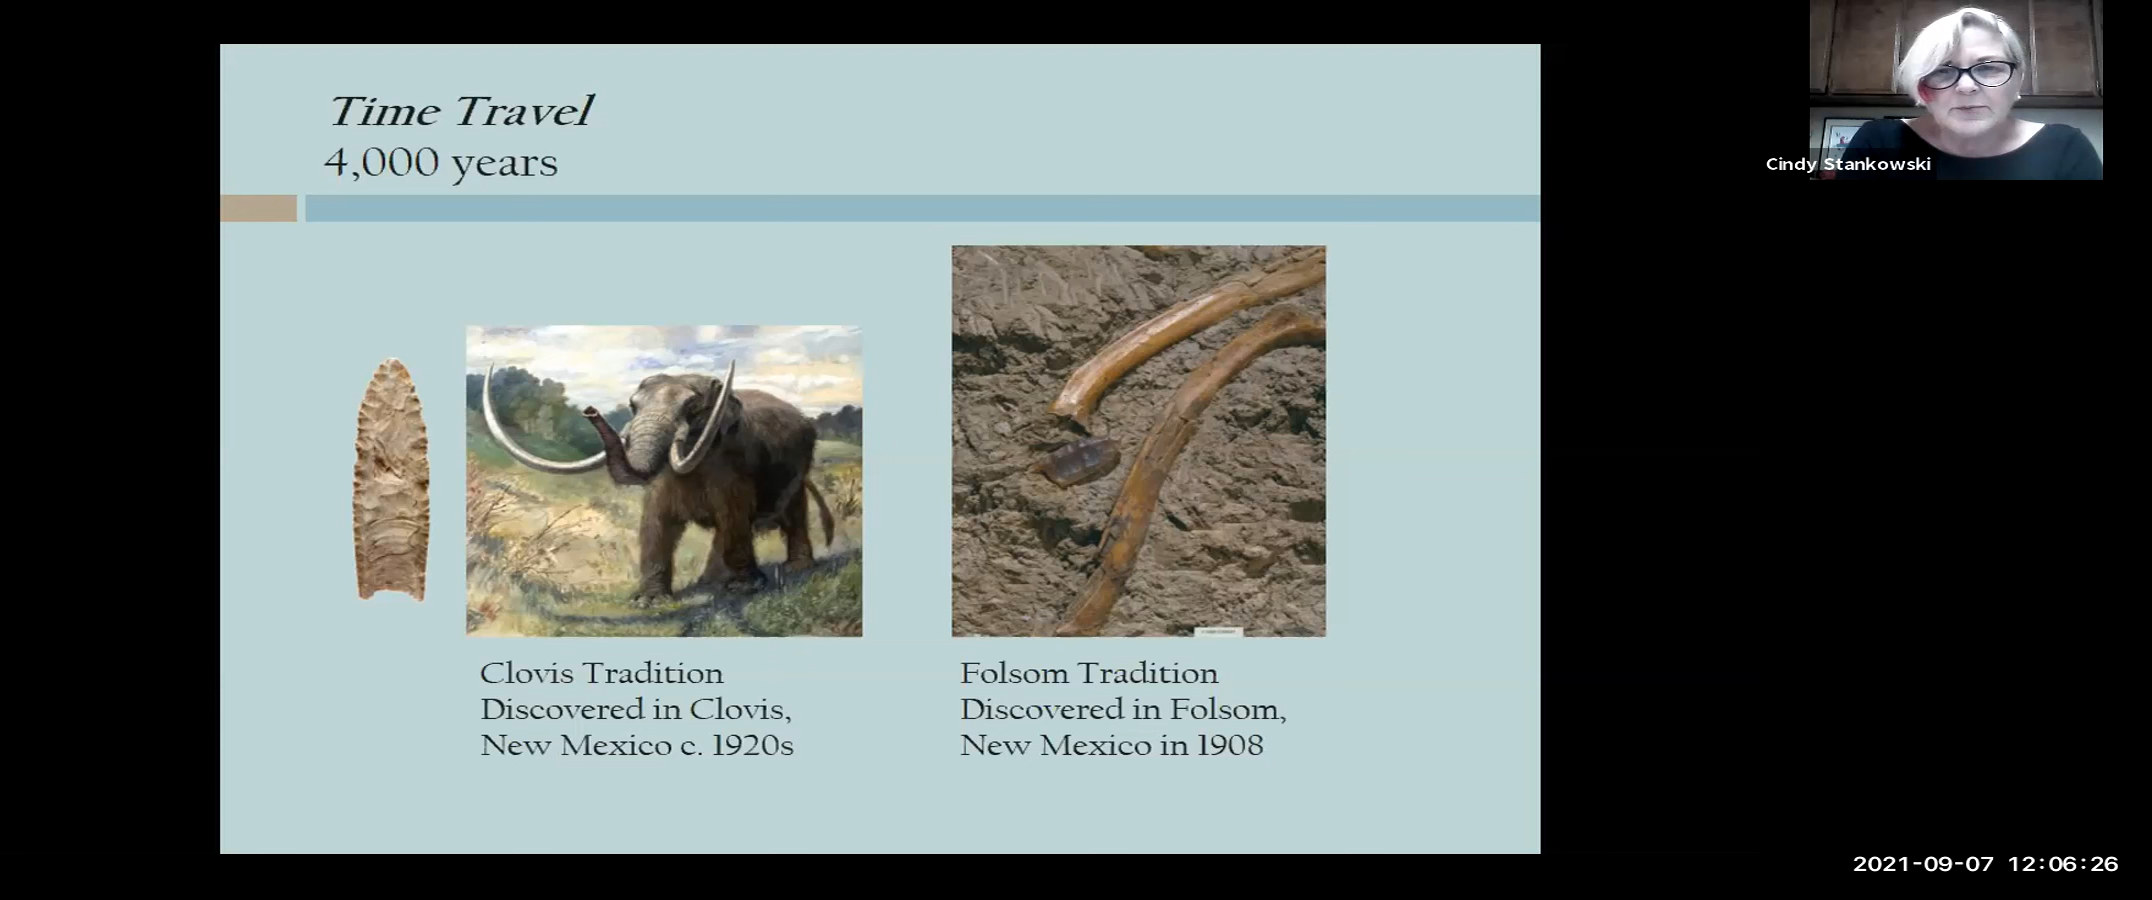 Time Travel
4,000 years
Clovis Tradition
Discovered in Clovis,
New Mexico c. 1920s
Folsom Tradition
Discovered in Folsom,
New Mexico in 1908
Cindy Stankowski
2021-09-07 12:06:26